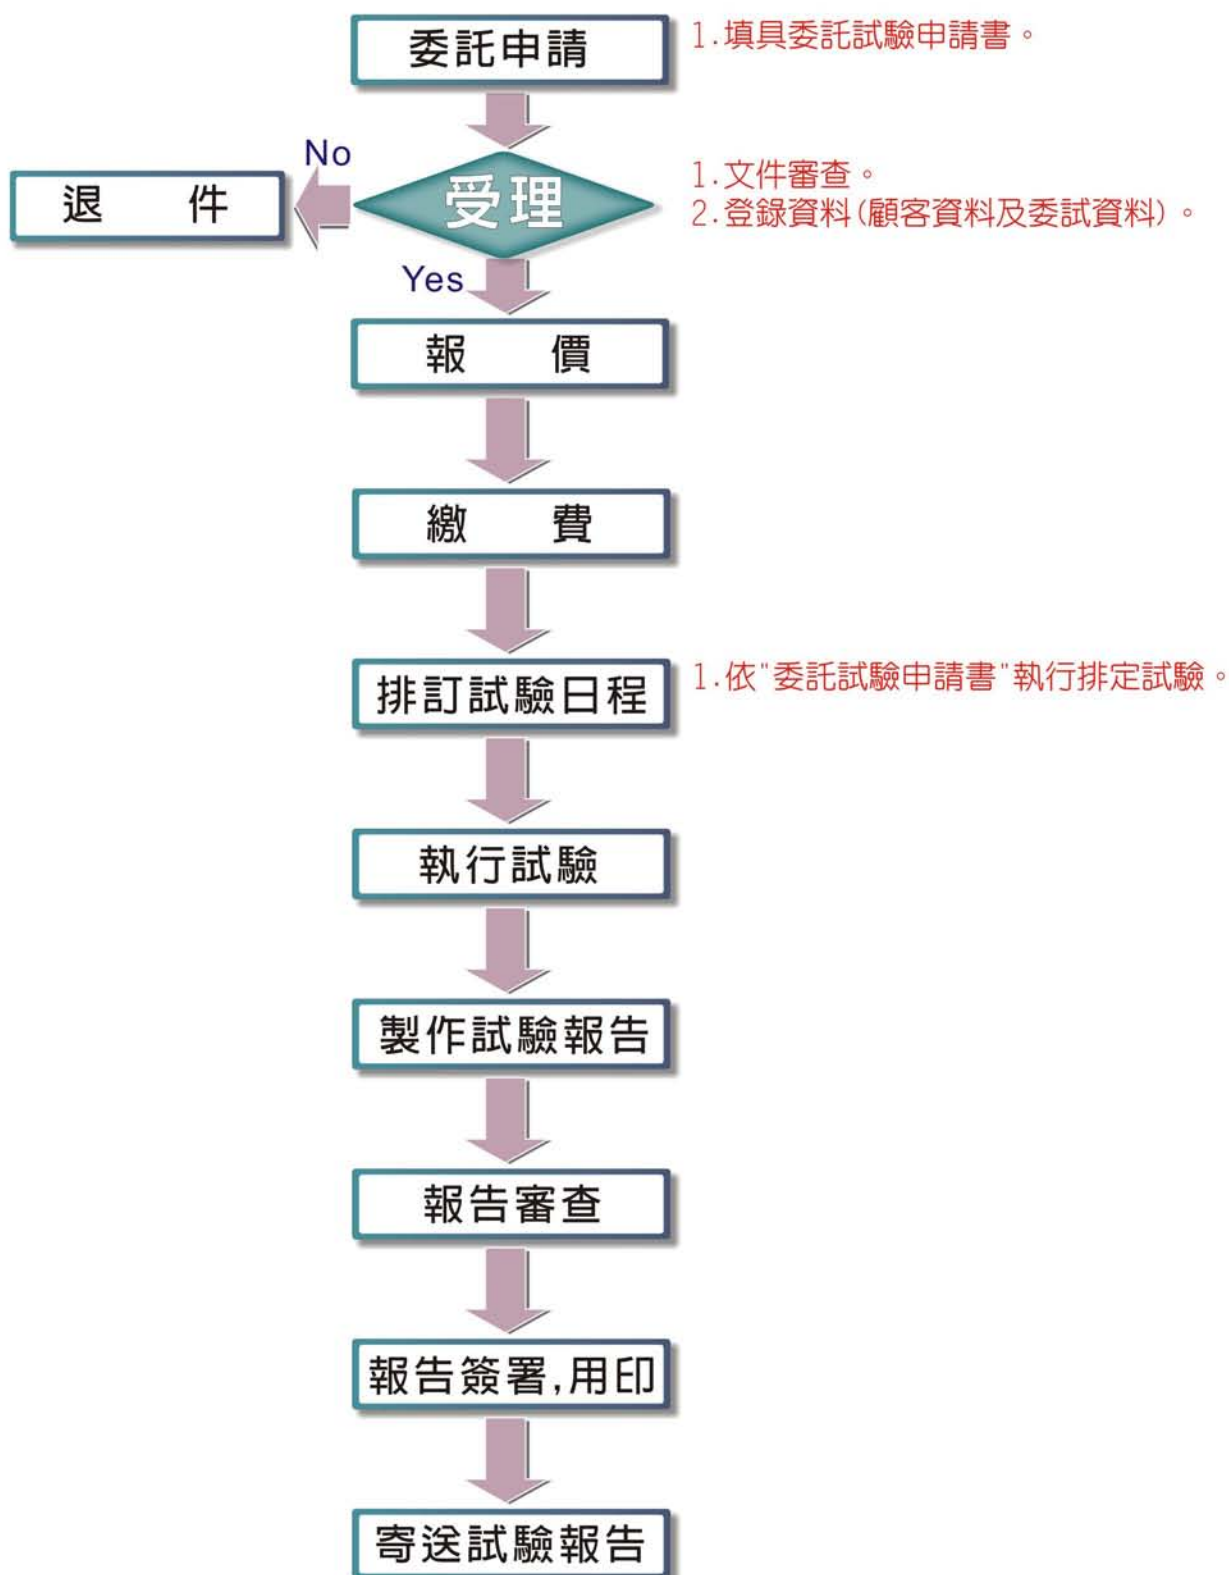 委託申請
1.填具委託試驗申請書。
No
退 件
受理
1.文件審查。
2.登錄資料(顧客資料及委試資料)。
Yes
報 價
繳 費
排訂試驗日程
1.依"委託試驗申請書"執行排定試驗。
執行試驗
製作試驗報告
報告審查
報告簽署,用印
寄送試驗報告